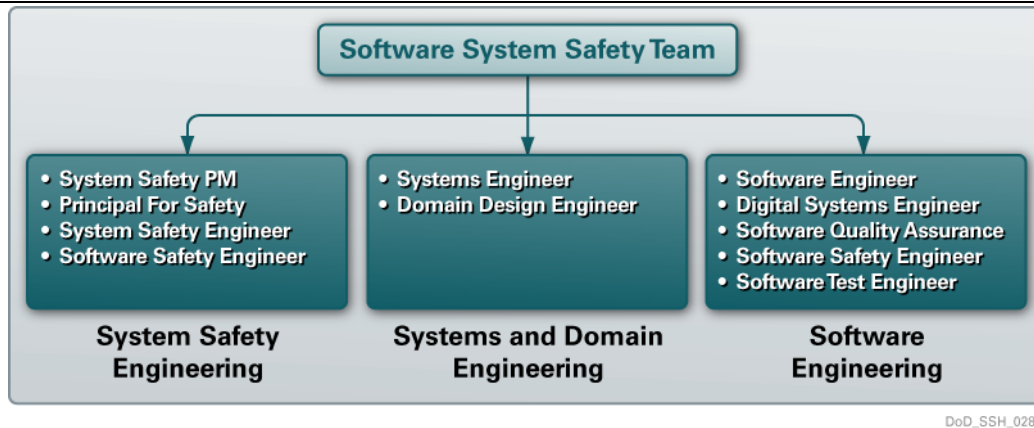 Software System Safety Team
• System Safety PM
• Principal For Safety
• System Safety Engineer
• Software Safety Engineer
• Systems Engineer
• Domain Design Engineer
• Software Engineer
• Digital Systems Engineer
• Software Quality Assurance
• Software Safety Engineer
• Software Test Engineer
System Safety
Engineering
Systems and Domain
Engineering
Software
Engineering
DoD_SSH_028